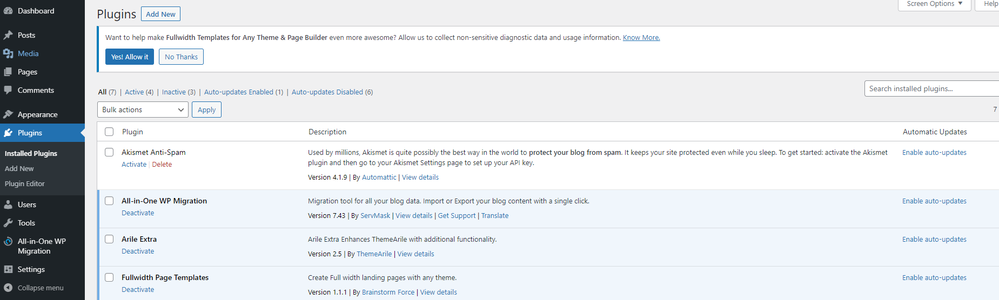 Dashboard
Posts
Media
Pages
Comments
Appearance
Plugins
Installed Plugins
Add New
Plugin Editor
Users
Tools
All-in-One WP
Migration
Settings
Collapse menu
Screen Options ▼
Help
Plugins Add New
Want to help make Fullwidth Templates for Any Theme & Page Builder even more awesome? Allow us to collect non-sensitive diagnostic data and usage information. Know More.
Yes! Allow it No Thanks
All (7) | Active (4) | Inactive (3) | Auto-updates Enabled (1) | Auto-updates Disabled (6)
Search installed plugins...
Bulk actions Apply
7
Plugin Description Automatic Updates
Akismet Anti-Spam
Activate | Delete
Used by millions, Akismet is quite possibly the best way in the world to protect your blog from spam. It keeps your site protected even while you sleep. To get started: activate the Akismet
plugin and then go to your Akismet Settings page to set up your API key.
Version 4.1.9 | By Automattic | View details
Enable auto-updates
All-in-One WP Migration
Deactivate
Migration tool for all your blog data. Import or Export your blog content with a single click.
Version 7.43 | By ServMask | View details | Get Support | Translate
Enable auto-updates
Arile Extra
Deactivate
Arile Extra Enhances ThemeArile with additional functionality.
Version 2.5 | By ThemeArile | View details
Enable auto-updates
Fullwidth Page Templates
Deactivate
Create Full width landing pages with any theme.
Version 1.1.1 | By Brainstorm Force | View details
Enable auto-updates